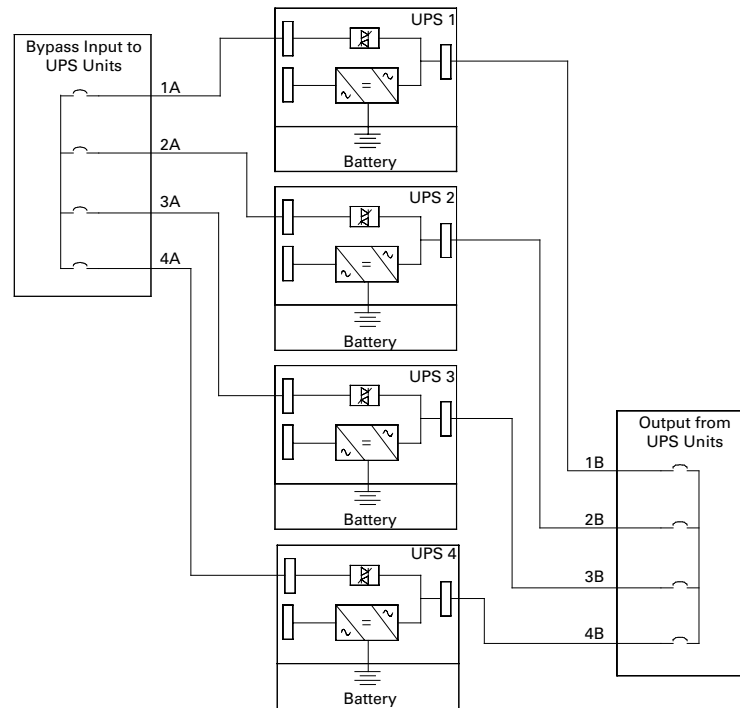 Bypass Input to
UPS Units
1A
2A
3A
4A
UPS 1
Battery
UPS 2
Battery
UPS 3
Battery
UPS 4
Battery
Output from
UPS Units
1B
2B
3B
4B